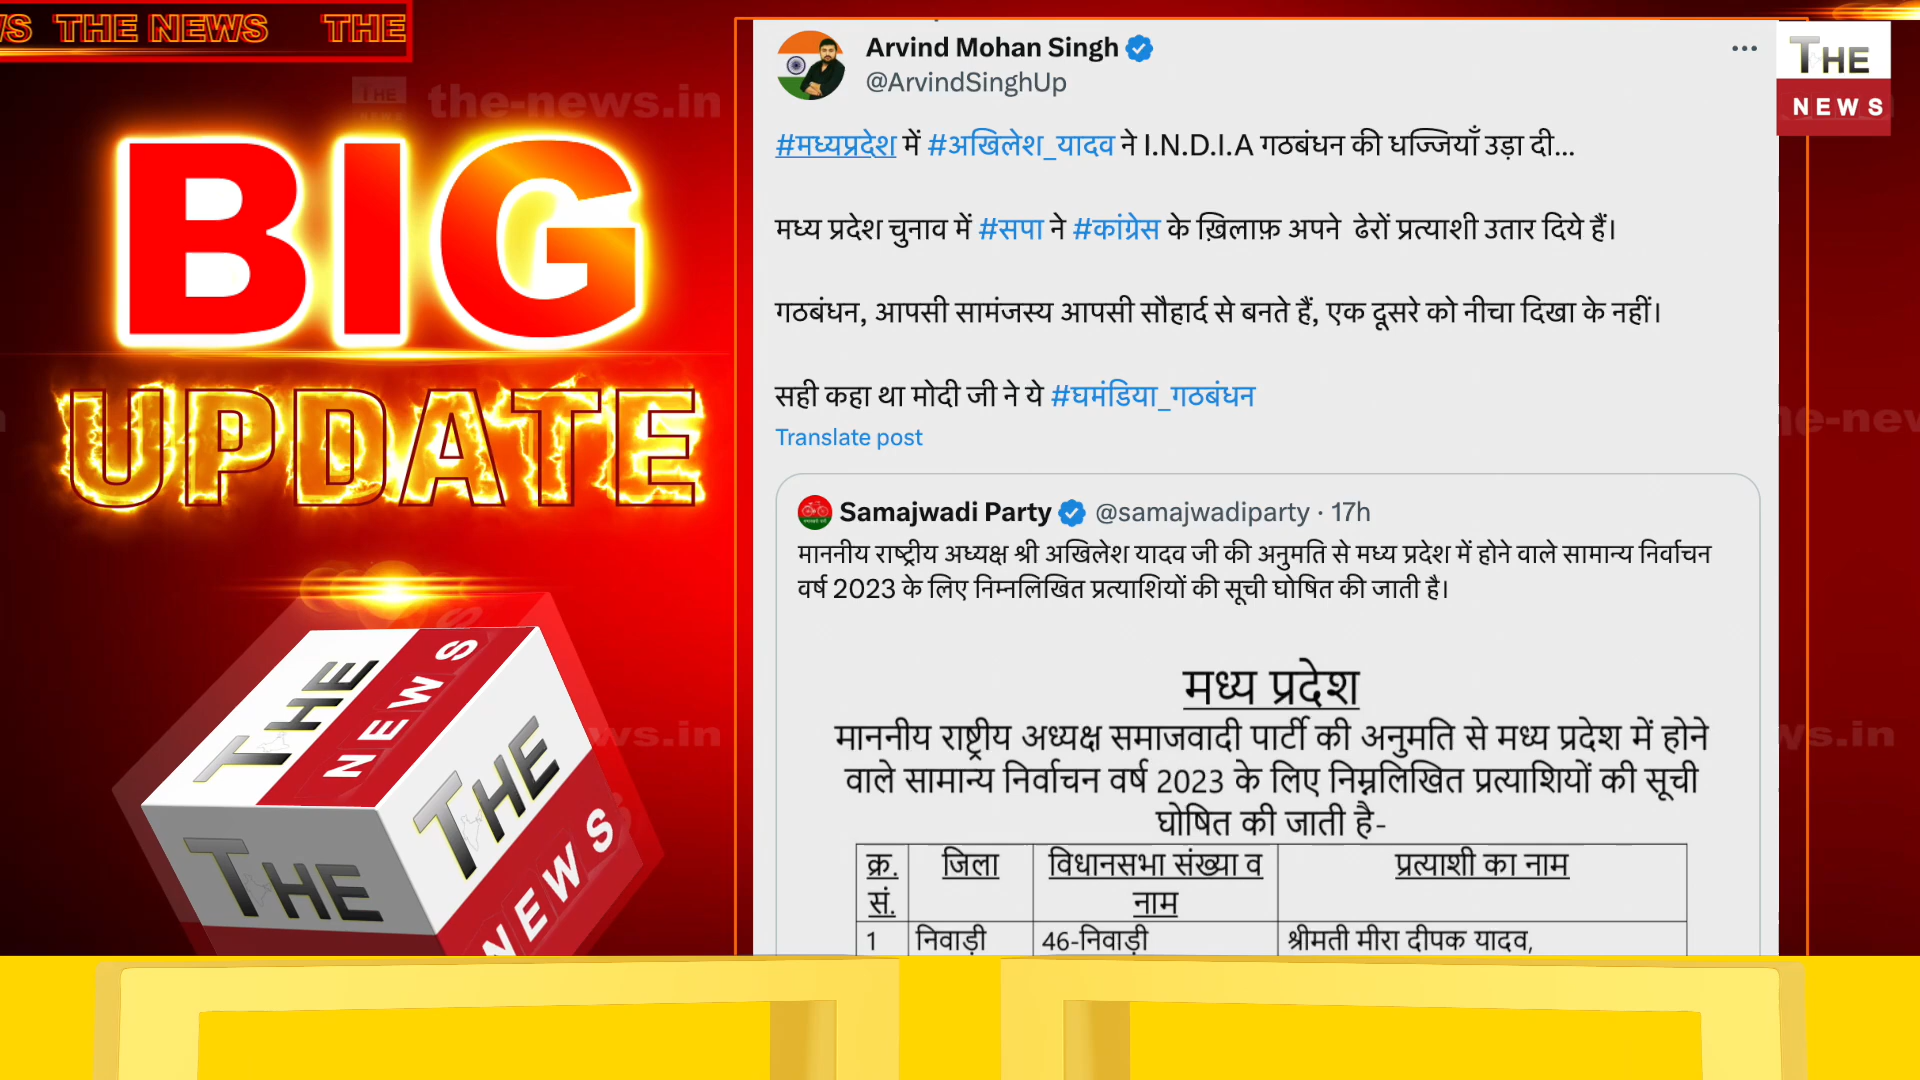 THE NEWS
THE
the-news.in
BIG
UPDATE
THE
NEWS
THE
NEWS
THE
Arvind Mohan Singh
@ArvindSinghUp
THE
NEWS
#मध्यप्रदेश में #अखिलेश_यादव ने I.N.D.I.A गठबंधन की धज्जियाँ उड़ा दी...
मध्य प्रदेश चुनाव में #सपा ने #कांग्रेस के ख़िलाफ़ अपने ढेरों प्रत्याशी उतार दिये हैं।
गठबंधन, आपसी सामंजस्य आपसी सौहार्द से बनते हैं, एक दूसरे को नीचा दिखा के नहीं।
सही कहा था मोदी जी ने ये #घमंडिया_गठबंधन
Translate post
Samajwadi Party @samajwadiparty · 17h
माननीय राष्ट्रीय अध्यक्ष श्री अखिलेश यादव जी की अनुमति से मध्य प्रदेश में होने वाले सामान्य निर्वाचन
वर्ष 2023 के लिए निम्नलिखित प्रत्याशियों की सूची घोषित की जाती है।
मध्य प्रदेश
माननीय राष्ट्रीय अध्यक्ष समाजवादी पार्टी की अनुमति से मध्य प्रदेश में होने
वाले सामान्य निर्वाचन वर्ष 2023 के लिए निम्नलिखित प्रत्याशियों की सूची
घोषित की जाती है-
क्र. जिला विधानसभा संख्या व प्रत्याशी का नाम
सं. नाम
1 निवाड़ी 46-निवाड़ी श्रीमती मीरा दीपक यादव,